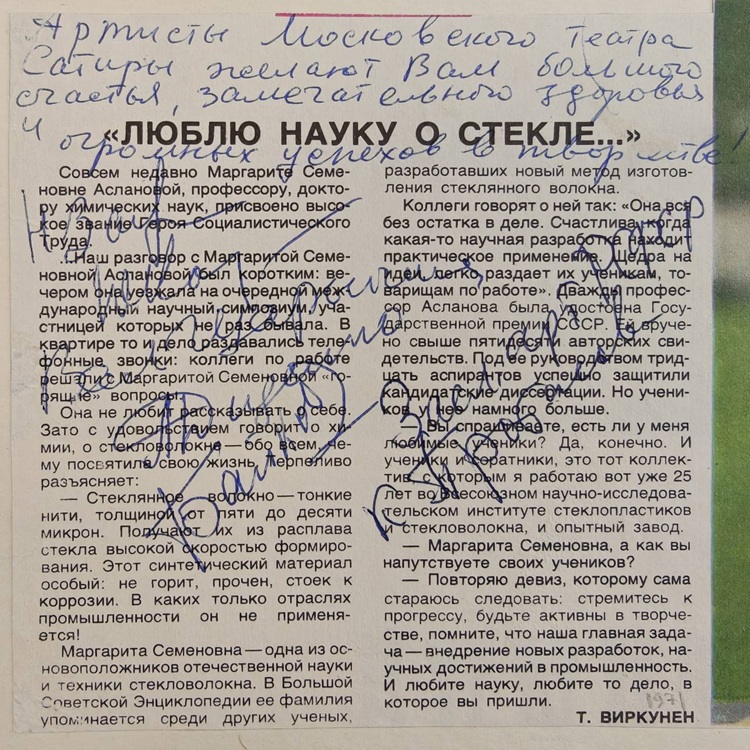 Артисты Московского театра
Сатиры желают Вам большого
счастья, замечательного здоровья
и огромных успехов в творчестве!
«ЛЮБЛЮ НАУКУ О СТЕКЛЕ...»
Совсем недавно Маргарите Семе-
новне Аслановой, профессору, докто-
ру химических наук, присвоено высо-
кое звание Героя Социалистического
Труда.
Наш разговор с Маргаритой Семе-
новной Аслановой был коротким: ве-
чером она уезжала на очередной меж-
дународный научный симпозиум, уча-
стницей которых не раз бывала. В
квартире то и дело раздавались теле-
фонные звонки: коллеги по работе
решали с Маргаритой Семеновной «го-
рящие» вопросы.
Она не любит рассказывать о себе.
Зато с удовольствием говорит о хи-
мии, о стекловолокне — обо всем, че-
му посвятила свою жизнь. Терпеливо
разъясняет:
— Стеклянное волокно — тонкие
нити, толщиной от пяти до десяти
микрон. Получают их из расплава
стекла высокой скоростью формиро-
вания. Этот синтетический материал
особый: не горит, прочен, стоек к
коррозии. В каких только отраслях
промышленности он не применя-
ется!
Маргарита Семеновна — одна из ос-
новоположников отечественной науки
и техники стекловолокна. В Большой
Советской Энциклопедии ее фамилия
упоминается среди других ученых,
разработавших новый метод изготов-
ления стеклянного волокна.
Коллеги говорят о ней так: «Она вся
без остатка в деле. Счастлива, когда
какая-то научная разработка находит
практическое применение. Щедра на
идеи, легко раздает их ученикам, то-
варищам по работе». Дважды профес-
сор Асланова была удостоена Госу-
дарственной премии СССР. Ей вруче-
но свыше пятидесяти авторских сви-
детельств. Под ее руководством трид-
цать аспирантов успешно защитили
кандидатские диссертации. Но учени-
ков у нее намного больше.
— Вы спрашиваете, есть ли у меня
любимые ученики? Да, конечно. И
ученики и соратники, это тот коллек-
тив, с которым я работаю вот уже 25
лет во Всесоюзном научно-исследова-
тельском институте стеклопластиков
и стекловолокна, и опытный завод.
— Маргарита Семеновна, а как вы
напутствуете своих учеников?
— Повторяю девиз, которому сама
стараюсь следовать: стремитесь к
прогрессу, будьте активны в творче-
стве, помните, что наша главная зада-
ча — внедрение новых разработок, на-
учных достижений в промышленность.
И любите науку, любите то дело, в
которое вы пришли.
Т. ВИРКУНЕН